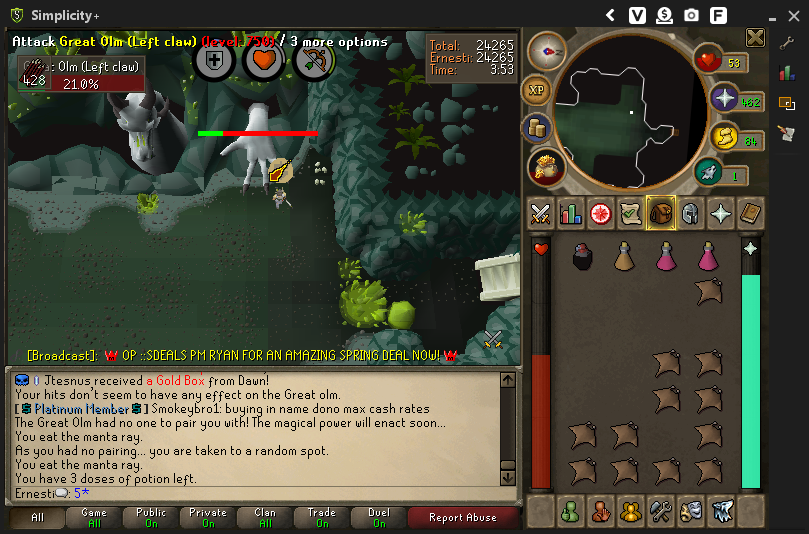 Simplicity+
Attack Great Olm (Left claw) (level: 750) / 3 more options
Great Olm (Left claw)
428
21.0%
Total: 24265
Ernesti: 24265
Time: 3:53
53
XP
84
1
[Broadcast]: OP ::SDEALS PM RYAN FOR AN AMAZING SPRING DEAL NOW!
Jtesnus received a Gold Box from Dawn!
Your hits don't seem to have any effect on the Great olm.
[Platinum Member] Smokeybro1: buying in name dono max cash rates
The Great Olm had no one to pair you with! The magical power will enact soon...
You eat the manta ray.
As you had no pairing... you are taken to a random spot.
You eat the manta ray.
You have 3 doses of potion left.
Ernesti: 5*
All
Game
All
Public
On
Private
On
Clan
All
Trade
On
Duel
On
Report Abuse